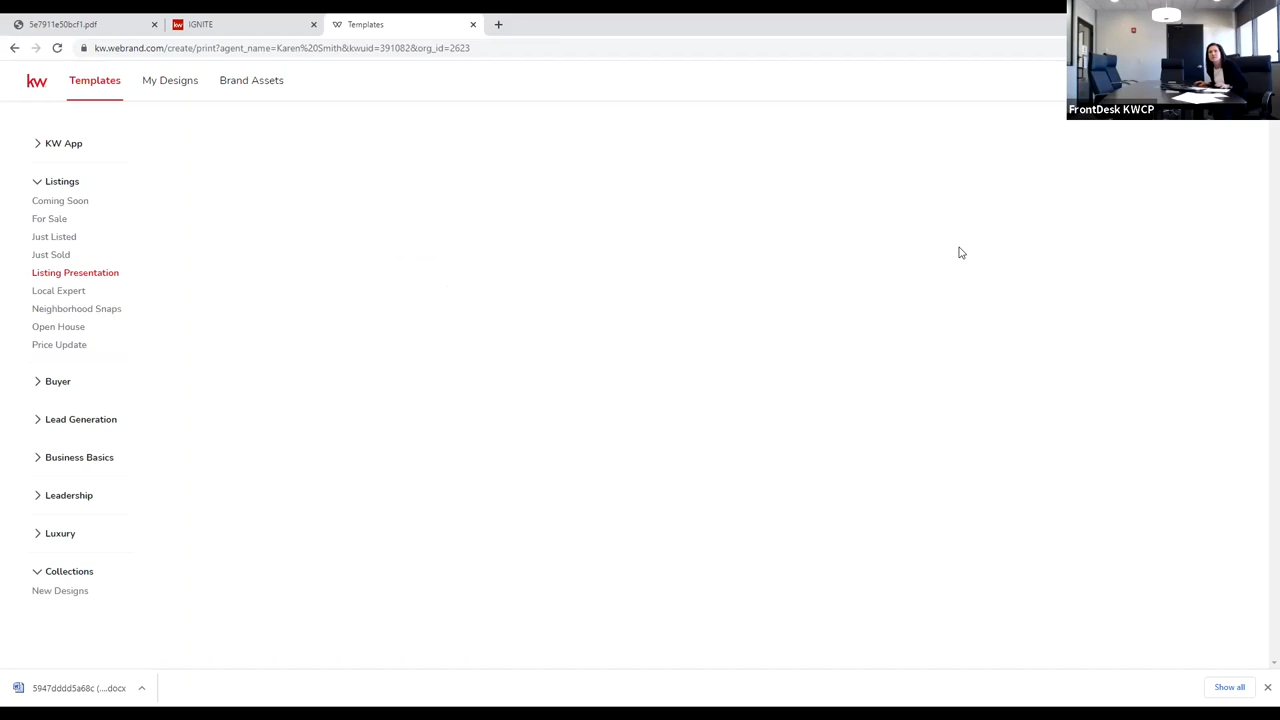 5e7911e50bcf1.pdf
kw
IGNITE
Templates
kw.webrand.com/create/print?agent_name=Karen%20Smith&kwuid=391082&org_id=2623
kw
Templates
My Designs
Brand Assets
FrontDesk KWCP
KW App
Listings
Coming Soon
For Sale
Just Listed
Just Sold
Listing Presentation
Local Expert
Neighborhood Snaps
Open House
Price Update
Buyer
Lead Generation
Business Basics
Leadership
Luxury
Collections
New Designs
5947dddd5a68c (....docx
Show all